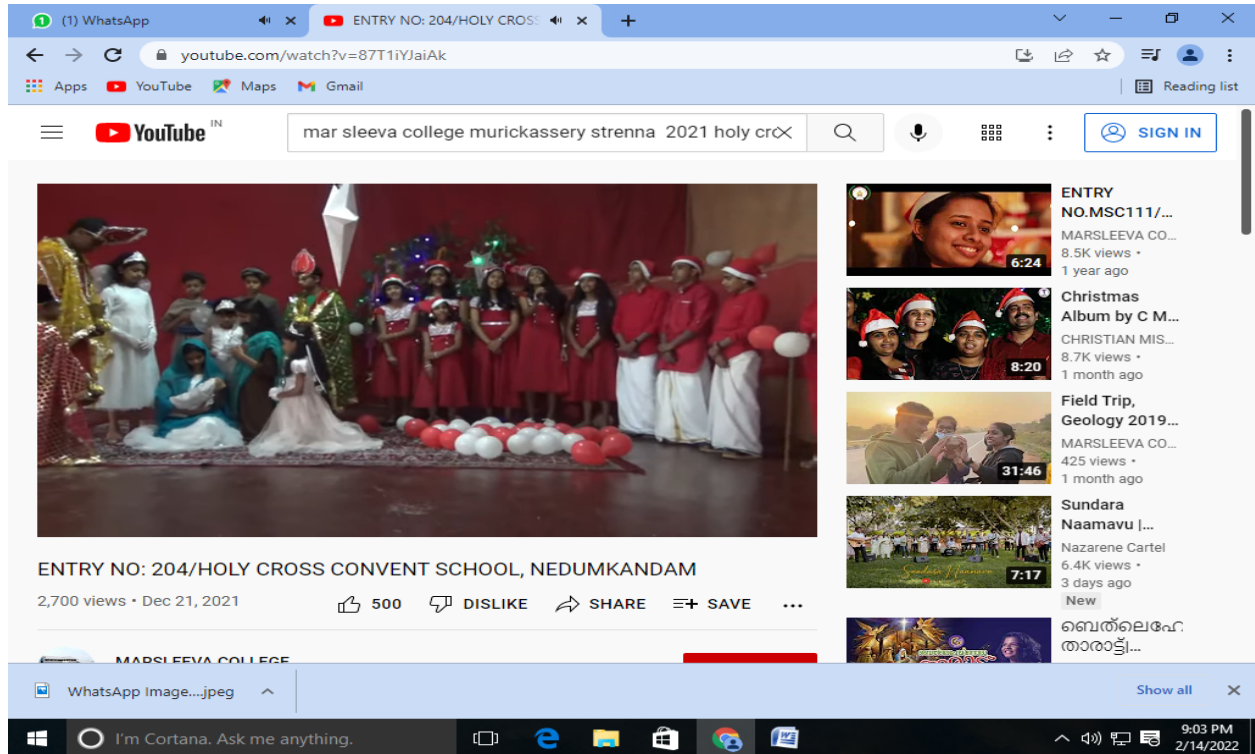 (1) WhatsApp
ENTRY NO: 204/HOLY CROSS
youtube.com/watch?v=87T1iYJaiAk
Apps YouTube Maps Gmail
Reading list
YouTube IN
mar sleeva college murickassery strenna 2021 holy cro
SIGN IN
ENTRY NO: 204/HOLY CROSS CONVENT SCHOOL, NEDUMKANDAM
2,700 views • Dec 21, 2021
500 DISLIKE SHARE SAVE ...
MARSLEEVA COLLEGE
6:24
ENTRY
NO.MSC111/...
MARSLEEVA CO...
8.5K views •
1 year ago
8:20
Christmas
Album by C M...
CHRISTIAN MIS...
8.7K views •
1 month ago
31:46
Field Trip,
Geology 2019...
MARSLEEVA CO...
425 views •
1 month ago
Sundara Naamavu
7:17
Sundara
Naamavu |...
Nazarene Cartel
6.4K views •
3 days ago
New
ബെത്‌ലെഹേ
താരാട്ട്|...
WhatsApp Image....jpeg
Show all
I'm Cortana. Ask me anything.
9:03 PM
2/14/2022